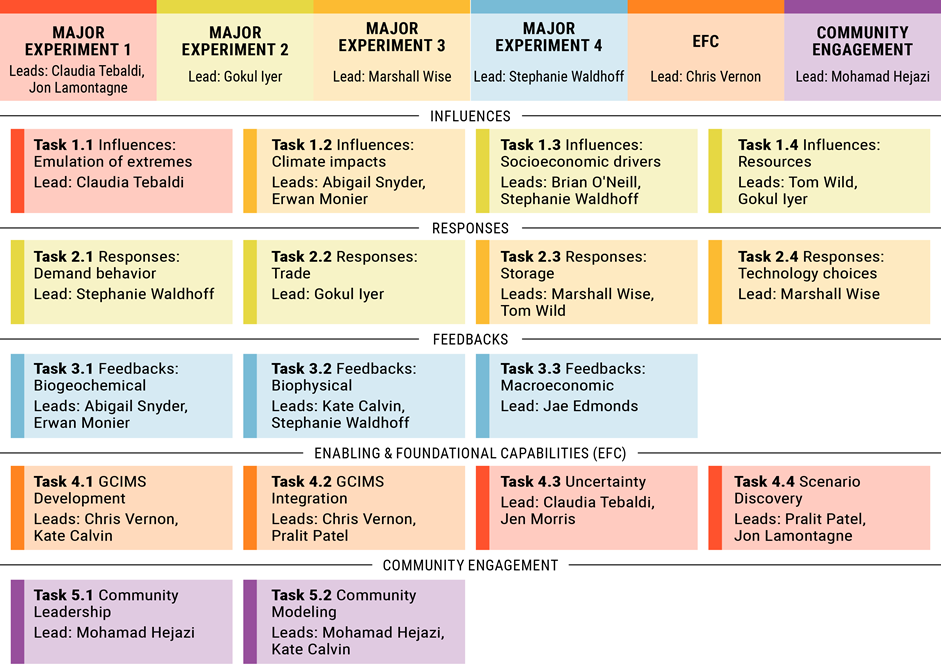 MAJOR
EXPERIMENT 1
Leads: Claudia Tebaldi,
Jon Lamontagne
MAJOR
EXPERIMENT 2
Lead: Gokul Iyer
MAJOR
EXPERIMENT 3
Lead: Marshall Wise
MAJOR
EXPERIMENT 4
Lead: Stephanie Waldhoff
EFC
Lead: Chris Vernon
COMMUNITY
ENGAGEMENT
Lead: Mohamad Hejazi
INFLUENCES
Task 1.1 Influences:
Emulation of extremes
Lead: Claudia Tebaldi
Task 1.2 Influences:
Climate impacts
Leads: Abigail Snyder,
Erwan Monier
Task 1.3 Influences:
Socioeconomic drivers
Leads: Brian O'Neill,
Stephanie Waldhoff
Task 1.4 Influences:
Resources
Leads: Tom Wild,
Gokul Iyer
RESPONSES
Task 2.1 Responses:
Demand behavior
Lead: Stephanie Waldhoff
Task 2.2 Responses:
Trade
Lead: Gokul Iyer
Task 2.3 Responses:
Storage
Leads: Marshall Wise,
Tom Wild
Task 2.4 Responses:
Technology choices
Lead: Marshall Wise
FEEDBACKS
Task 3.1 Feedbacks:
Biogeochemical
Leads: Abigail Snyder,
Erwan Monier
Task 3.2 Feedbacks:
Biophysical
Leads: Kate Calvin,
Stephanie Waldhoff
Task 3.3 Feedbacks:
Macroeconomic
Lead: Jae Edmonds
ENABLING & FOUNDATIONAL CAPABILITIES (EFC)
Task 4.1 GCIMS
Development
Leads: Chris Vernon,
Kate Calvin
Task 4.2 GCIMS
Integration
Leads: Chris Vernon,
Pralit Patel
Task 4.3 Uncertainty
Lead: Claudia Tebaldi,
Jen Morris
Task 4.4 Scenario
Discovery
Leads: Pralit Patel,
Jon Lamontagne
COMMUNITY ENGAGEMENT
Task 5.1 Community
Leadership
Lead: Mohamad Hejazi
Task 5.2 Community
Modeling
Leads: Mohamad Hejazi,
Kate Calvin